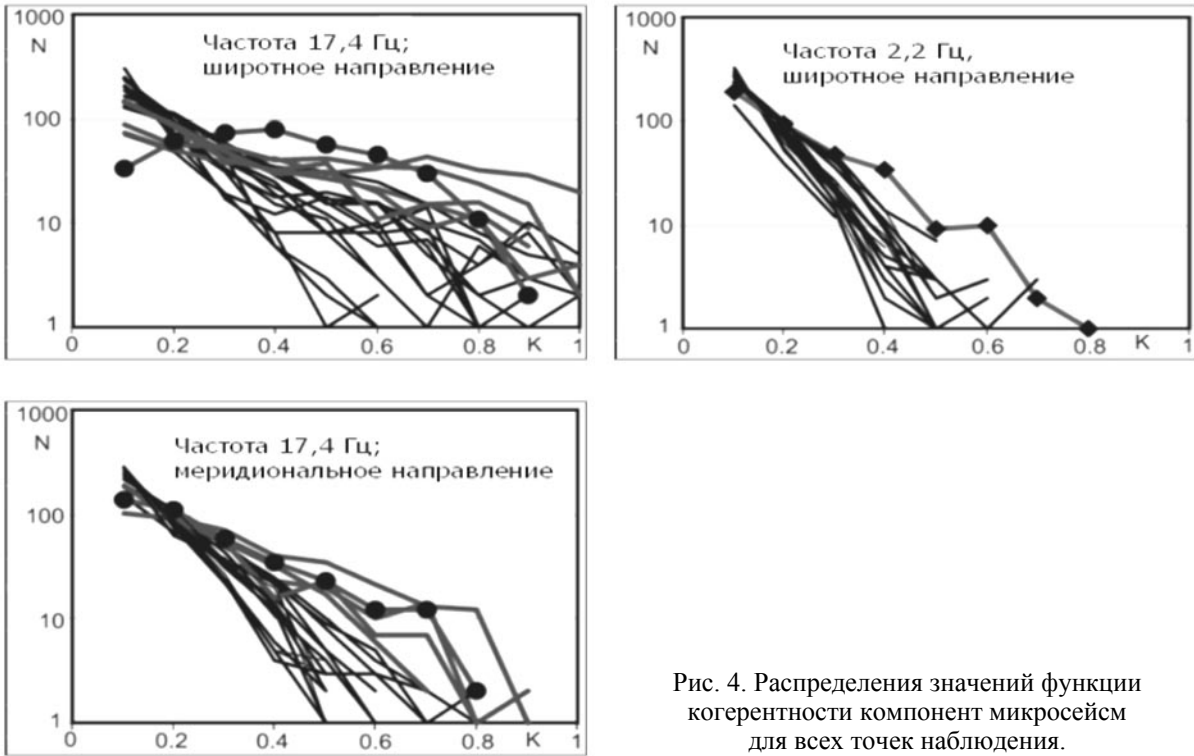 1000
N
100
10
1
0
0.2
0.4
0.6
0.8
K
1
Частота 17,4 Гц;
широтное направление
1000
N
100
10
1
0
0.2
0.4
0.6
0.8
K
1
Частота 2,2 Гц,
широтное направление
1000
N
100
10
1
0
0.2
0.4
0.6
0.8
K
1
Частота 17,4 Гц;
меридиональное направление
Рис. 4. Распределения значений функции
когерентности компонент микросейсм
для всех точек наблюдения.